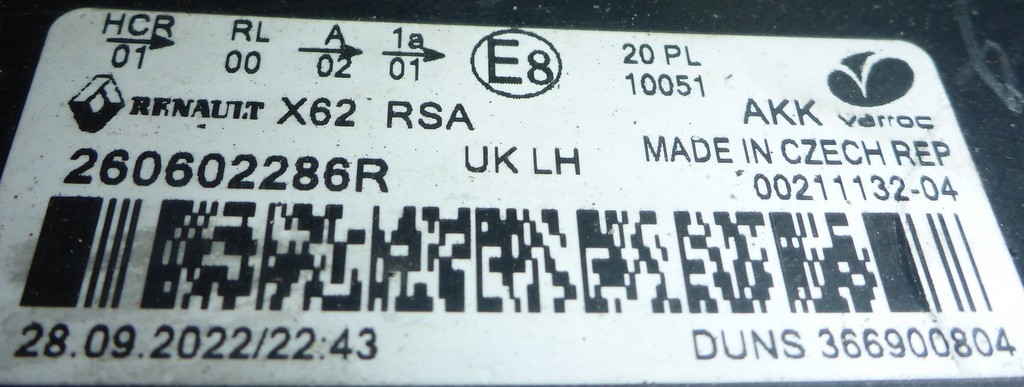 HCR RL A 1a E8 20 PL
01 00 02 01 10051
RENAULT X62 RSA AKK varroc
260602286R UK LH MADE IN CZECH REP
00211132-04
28.09.2022/22:43 DUNS 366900804